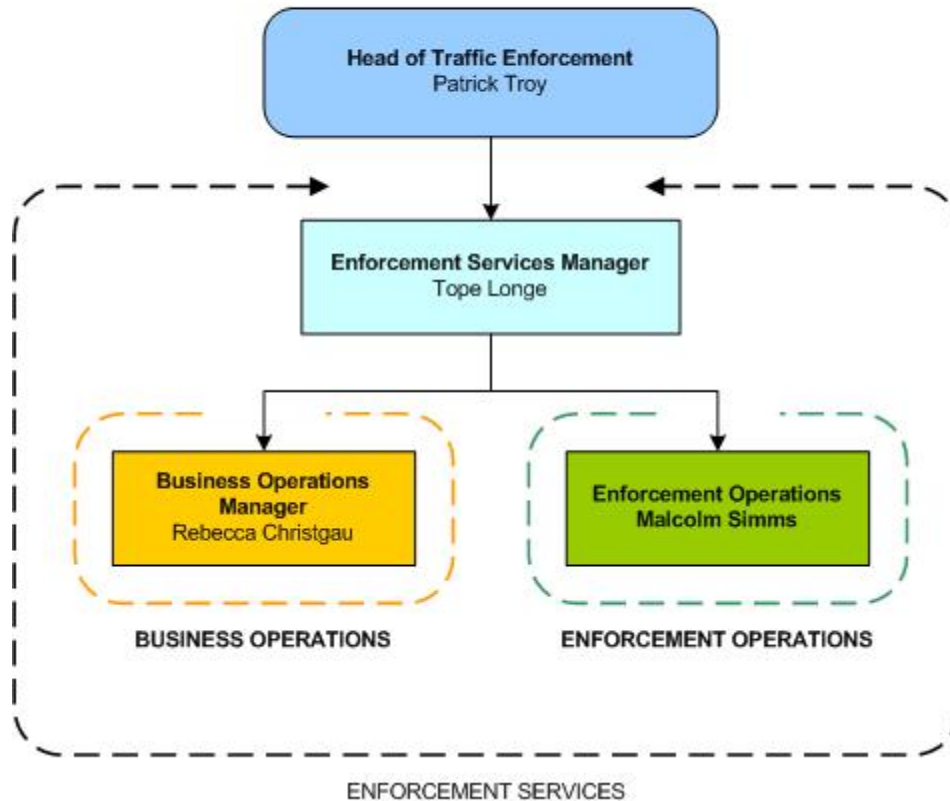 Head of Traffic Enforcement
Patrick Troy
Enforcement Services Manager
Tope Longe
Business Operations
Manager
Rebecca Christgau
Enforcement Operations
Malcolm Simms
BUSINESS OPERATIONS
ENFORCEMENT OPERATIONS
ENFORCEMENT SERVICES